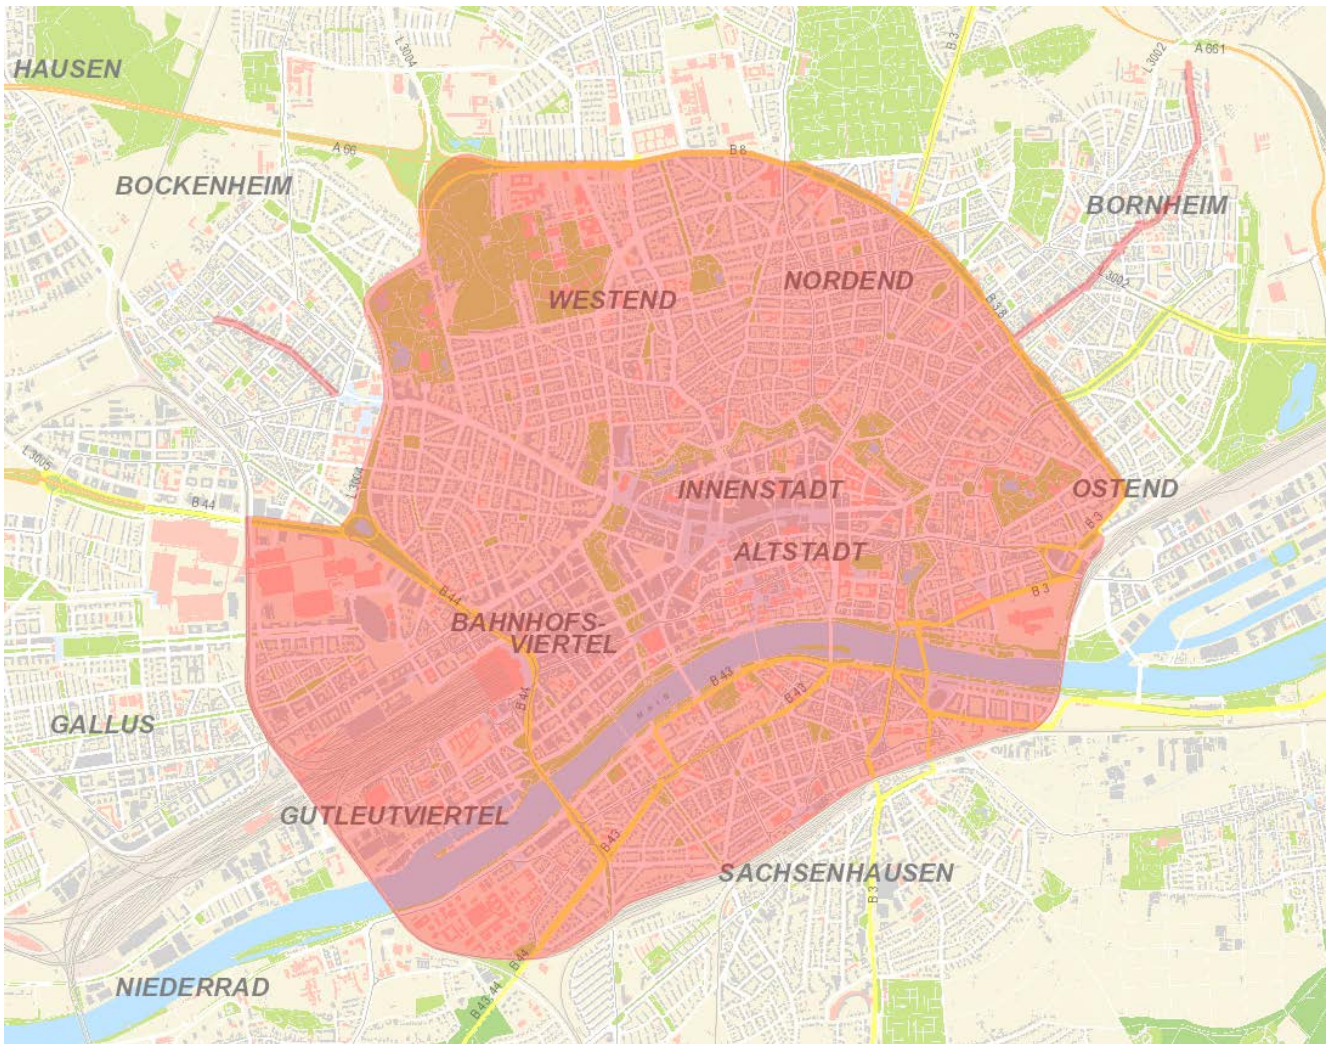 A 661
L 3002
B 3
L 3004
HAUSEN
A 66
B 8
BOCKENHEIM
BORNHEIM
L 3002
NORDEND
WESTEND
B 3.8
L 3005
B 44
L 3004
INNENSTADT
OSTEND
B 3
ALTSTADT
B 44
B 3
BAHNHOFS-
VIERTEL
B 43
B 44
Main
B 43
GALLUS
GUTLEUTVIERTEL
B 43
SACHSENHAUSEN
B 3
B 44
NIEDERRAD
B 43.44